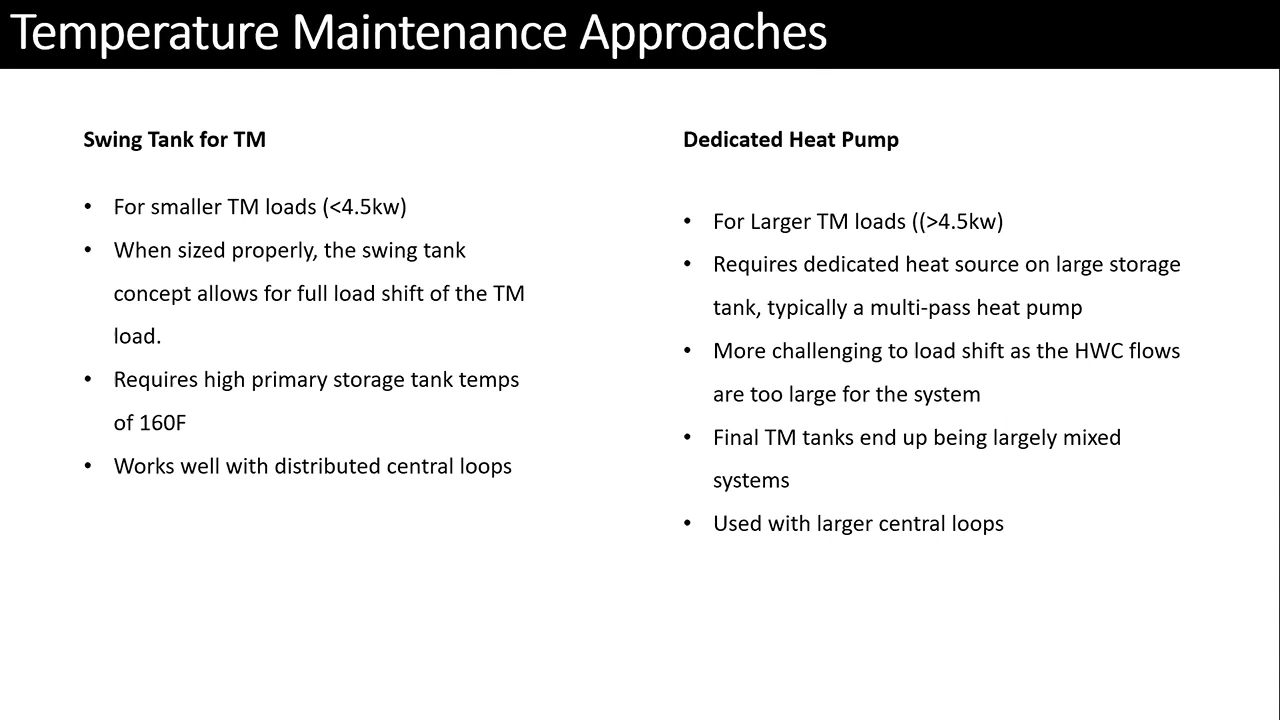 Temperature Maintenance Approaches
Swing Tank for TM
• For smaller TM loads (<4.5kw)
• When sized properly, the swing tank
concept allows for full load shift of the TM
load.
• Requires high primary storage tank temps
of 160F
• Works well with distributed central loops
Dedicated Heat Pump
• For Larger TM loads ((>4.5kw)
• Requires dedicated heat source on large storage
tank, typically a multi-pass heat pump
• More challenging to load shift as the HWC flows
are too large for the system
• Final TM tanks end up being largely mixed
systems
• Used with larger central loops